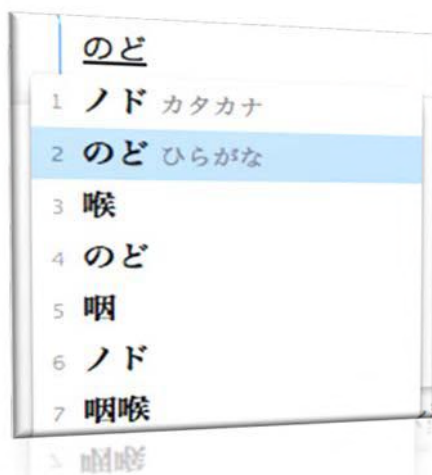 のど
1 ノド カタカナ
2 のど ひらがな
3 喉
4 のど
5 咽
6 ノド
7 咽喉